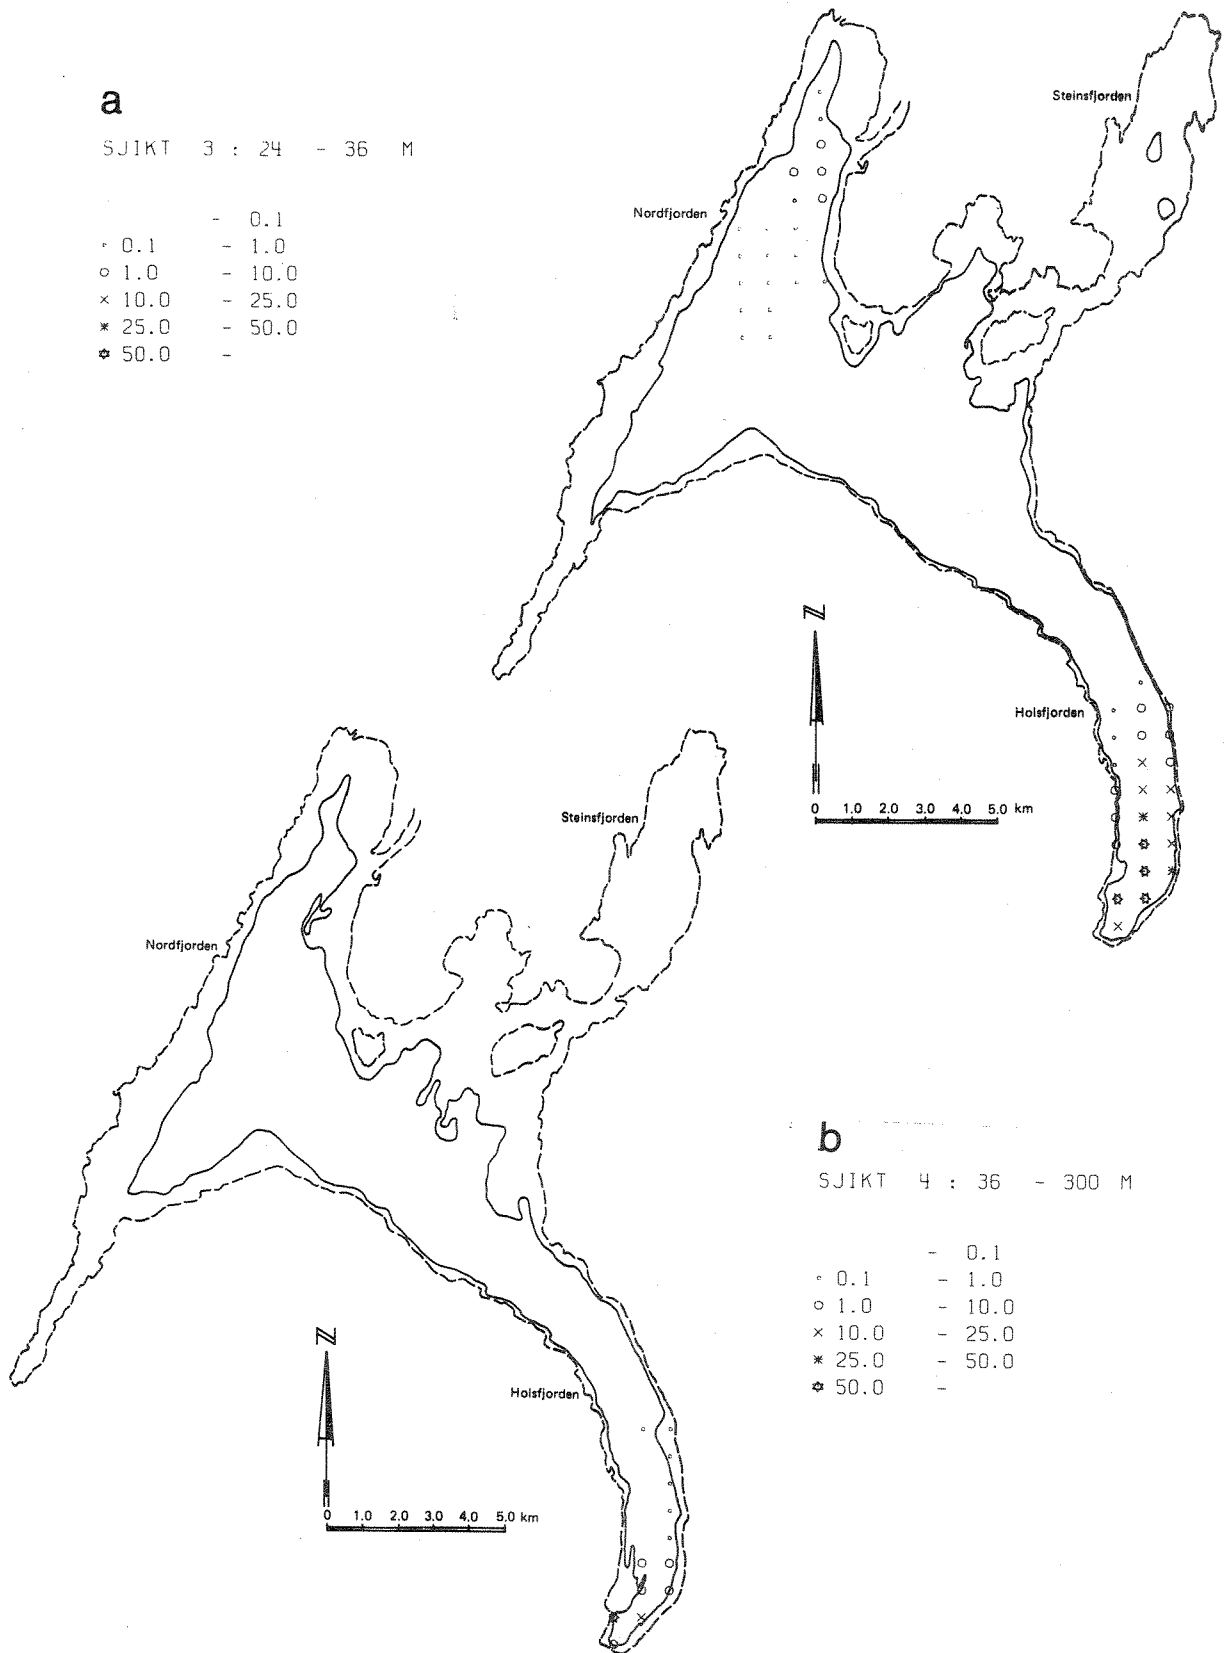 a
SJIKT 3 : 24 - 36 M
- 0.1
0.1 - 1.0
1.0 - 10.0
10.0 - 25.0
25.0 - 50.0
50.0 -
Steinsfjorden
Nordfjorden
N
Holsfjorden
0 1.0 2.0 3.0 4.0 5.0 km
Steinsfjorden
Nordfjorden
b
SJIKT 4 : 36 - 300 M
- 0.1
0.1 - 1.0
1.0 - 10.0
10.0 - 25.0
25.0 - 50.0
50.0 -
N
Holsfjorden
0 1.0 2.0 3.0 4.0 5.0 km